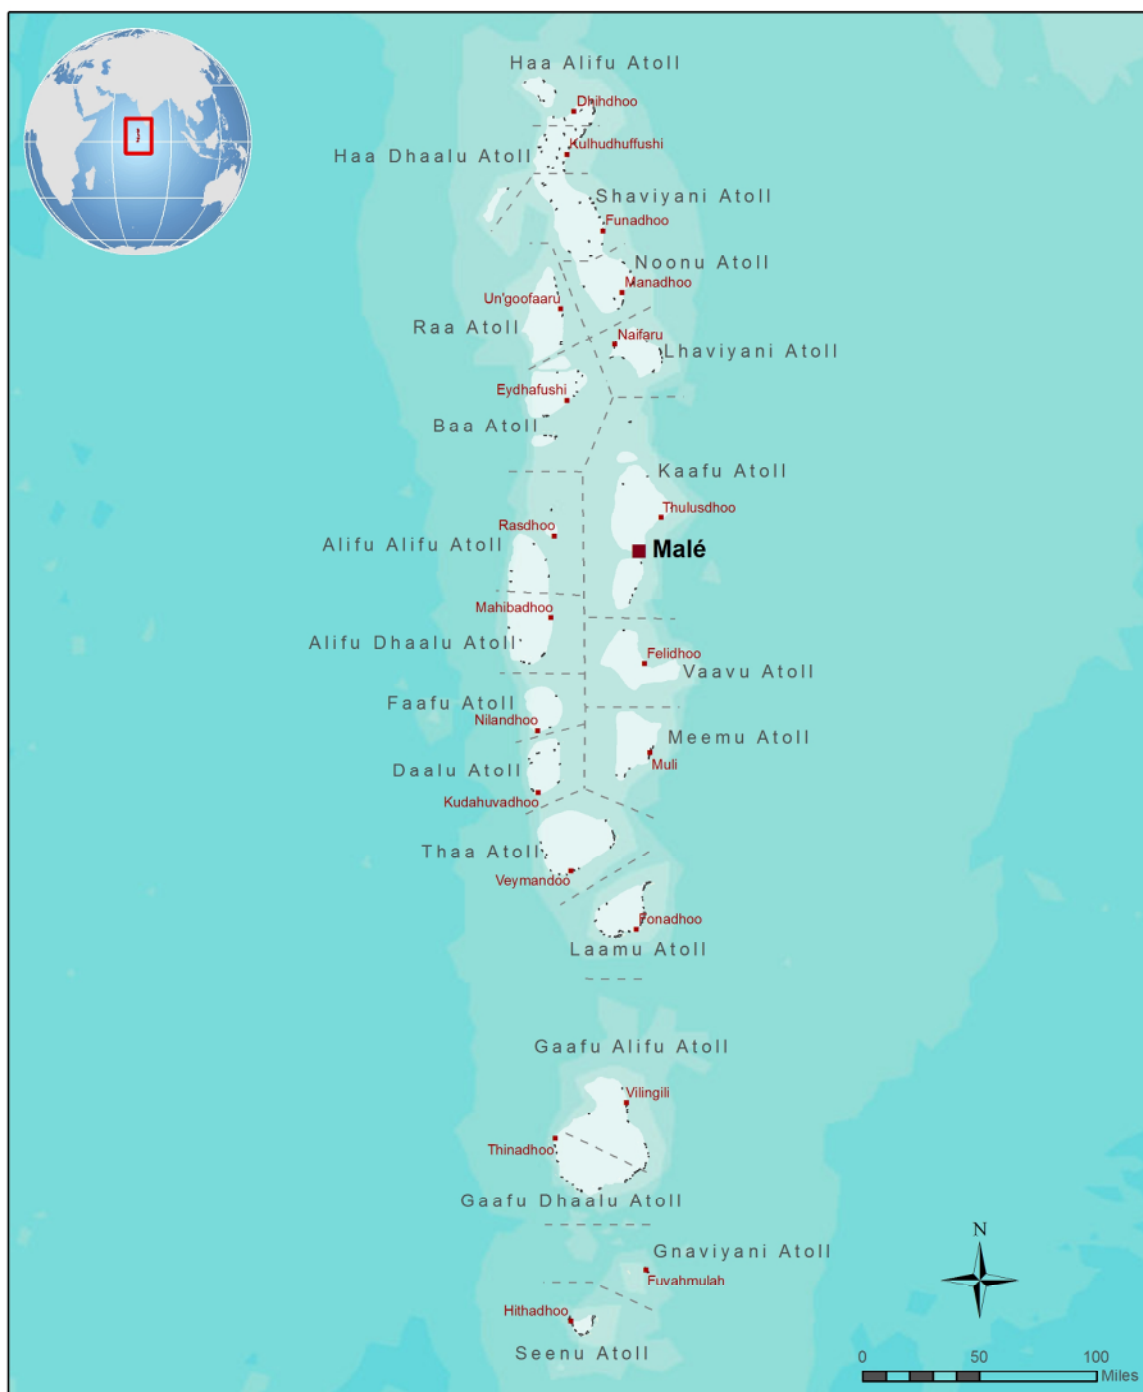 Haa Alifu Atoll
Dhihdhoo
Kulhudhuffushi
Haa Dhaalu Atoll
Shaviyani Atoll
Funadhoo
Noonu Atoll
Manadhoo
Un'goofaaru
Raa Atoll
Naifaru
Lhaviyani Atoll
Eydhafushi
Baa Atoll
Kaafu Atoll
Thulusdhoo
Rasdhoo
Alifu Alifu Atoll
Malé
Mahibadhoo
Alifu Dhaalu Atoll
Felidhoo
Vaavu Atoll
Faafu Atoll
Nilandhoo
Meemu Atoll
Muli
Daalu Atoll
Kudahuvadhoo
Thaa Atoll
Veymandoo
Fonadhoo
Laamu Atoll
Gaafu Alifu Atoll
Vilingili
Thinadhoo
Gaafu Dhaalu Atoll
N
Gnaviyani Atoll
Fuvahmulah
Hithadhoo
Seenu Atoll
0 50 100
Miles